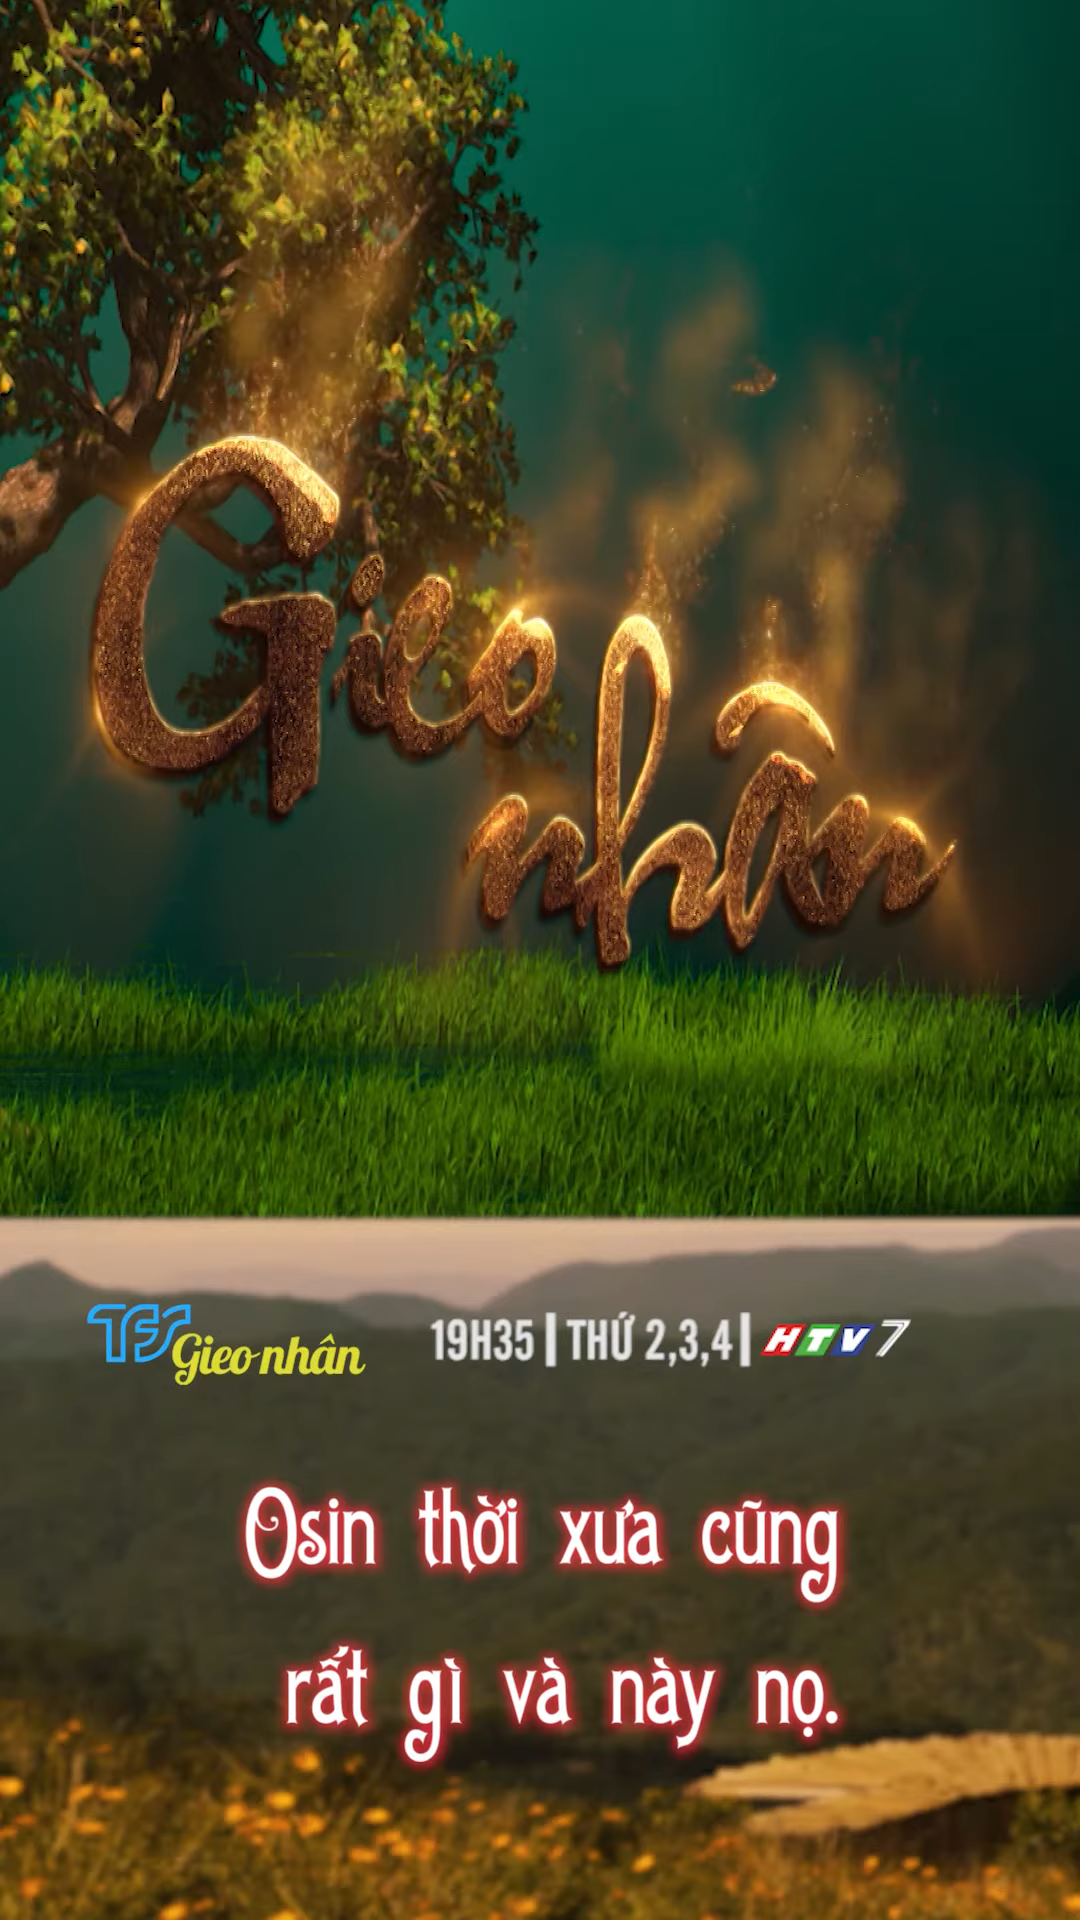 Gieo
nhân
TFS Gieo nhân 19H35 | THỨ 2,3,4 | HTV7
Osin thời xưa cũng
rất gì và này nọ.